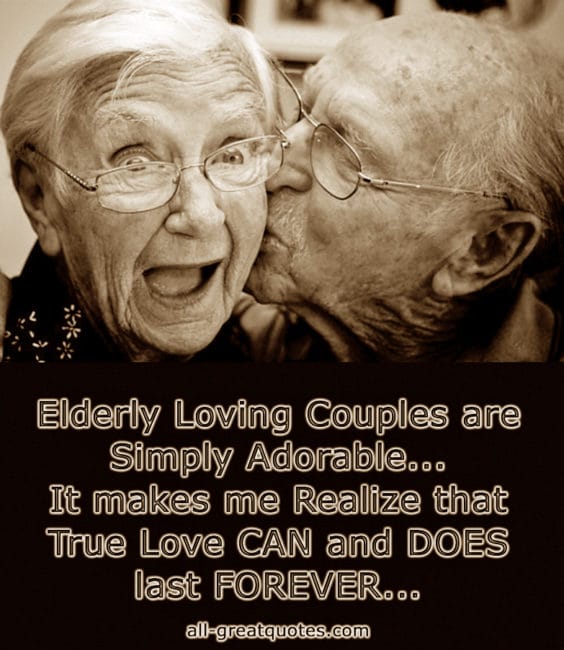 Elderly Loving Couples are
Simply Adorable...
It makes me Realize that
True Love CAN and DOES
last FOREVER...
all-greatquotes.com